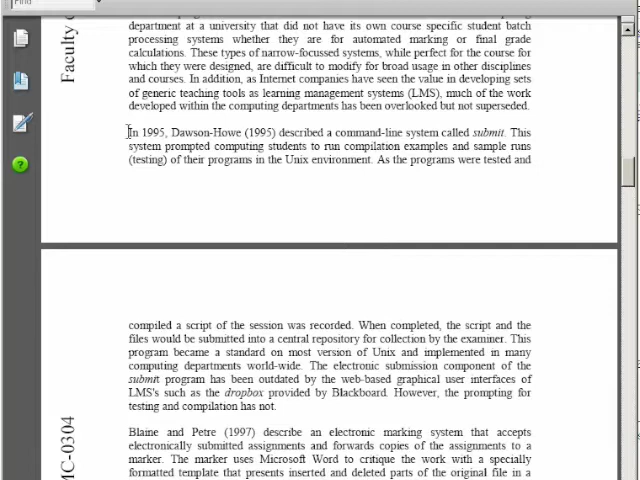 Find
department at a university that did not have its own course specific student batch
processing systems whether they are for automated marking or final grade
calculations. These types of narrow-focussed systems, while perfect for the course for
which they were designed, are difficult to modify for broad usage in other disciplines
and courses. In addition, as Internet companies have seen the value in developing sets
of generic teaching tools as learning management systems (LMS), much of the work
developed within the computing departments has been overlooked but not superseded.
In 1995, Dawson-Howe (1995) described a command-line system called submit. This
system prompted computing students to run compilation examples and sample runs
(testing) of their programs in the Unix environment. As the programs were tested and
Faculty
compiled a script of the session was recorded. When completed, the script and the
files would be submitted into a central repository for collection by the examiner. This
program became a standard on most version of Unix and implemented in many
computing departments world-wide. The electronic submission component of the
submit program has been outdated by the web-based graphical user interfaces of
LMS's such as the dropbox provided by Blackboard. However, the prompting for
testing and compilation has not.
Blaine and Petre (1997) describe an electronic marking system that accepts
electronically submitted assignments and forwards copies of the assignments to a
marker. The marker uses Microsoft Word to critique the work with a specially
formatted template that presents inserted and deleted parts of the original file in a
MC-0304